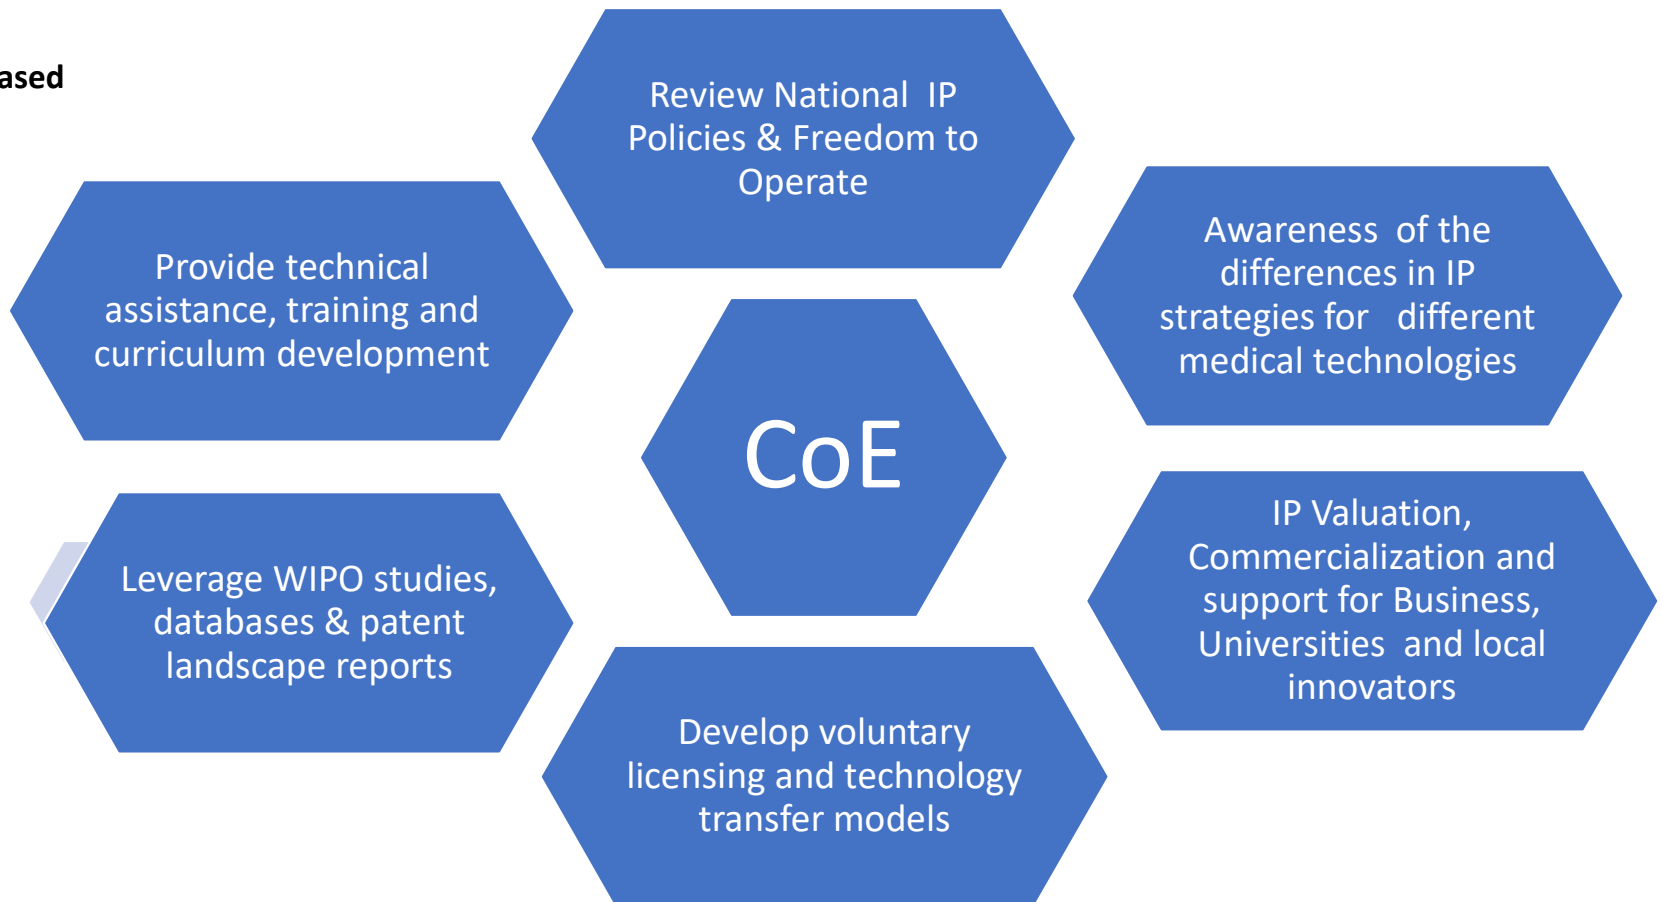 ased
Review National  IP
Policies & Freedom to
Operate
Awareness  of the
differences in IP
strategies for   different
medical technologies
Provide technical
assistance, training and
curriculum development
CoE
IP Valuation,
Commercialization and
support for Business,
Universities  and local
innovators
Leverage WIPO studies,
databases & patent
landscape reports
Develop voluntary
licensing and technology
transfer models